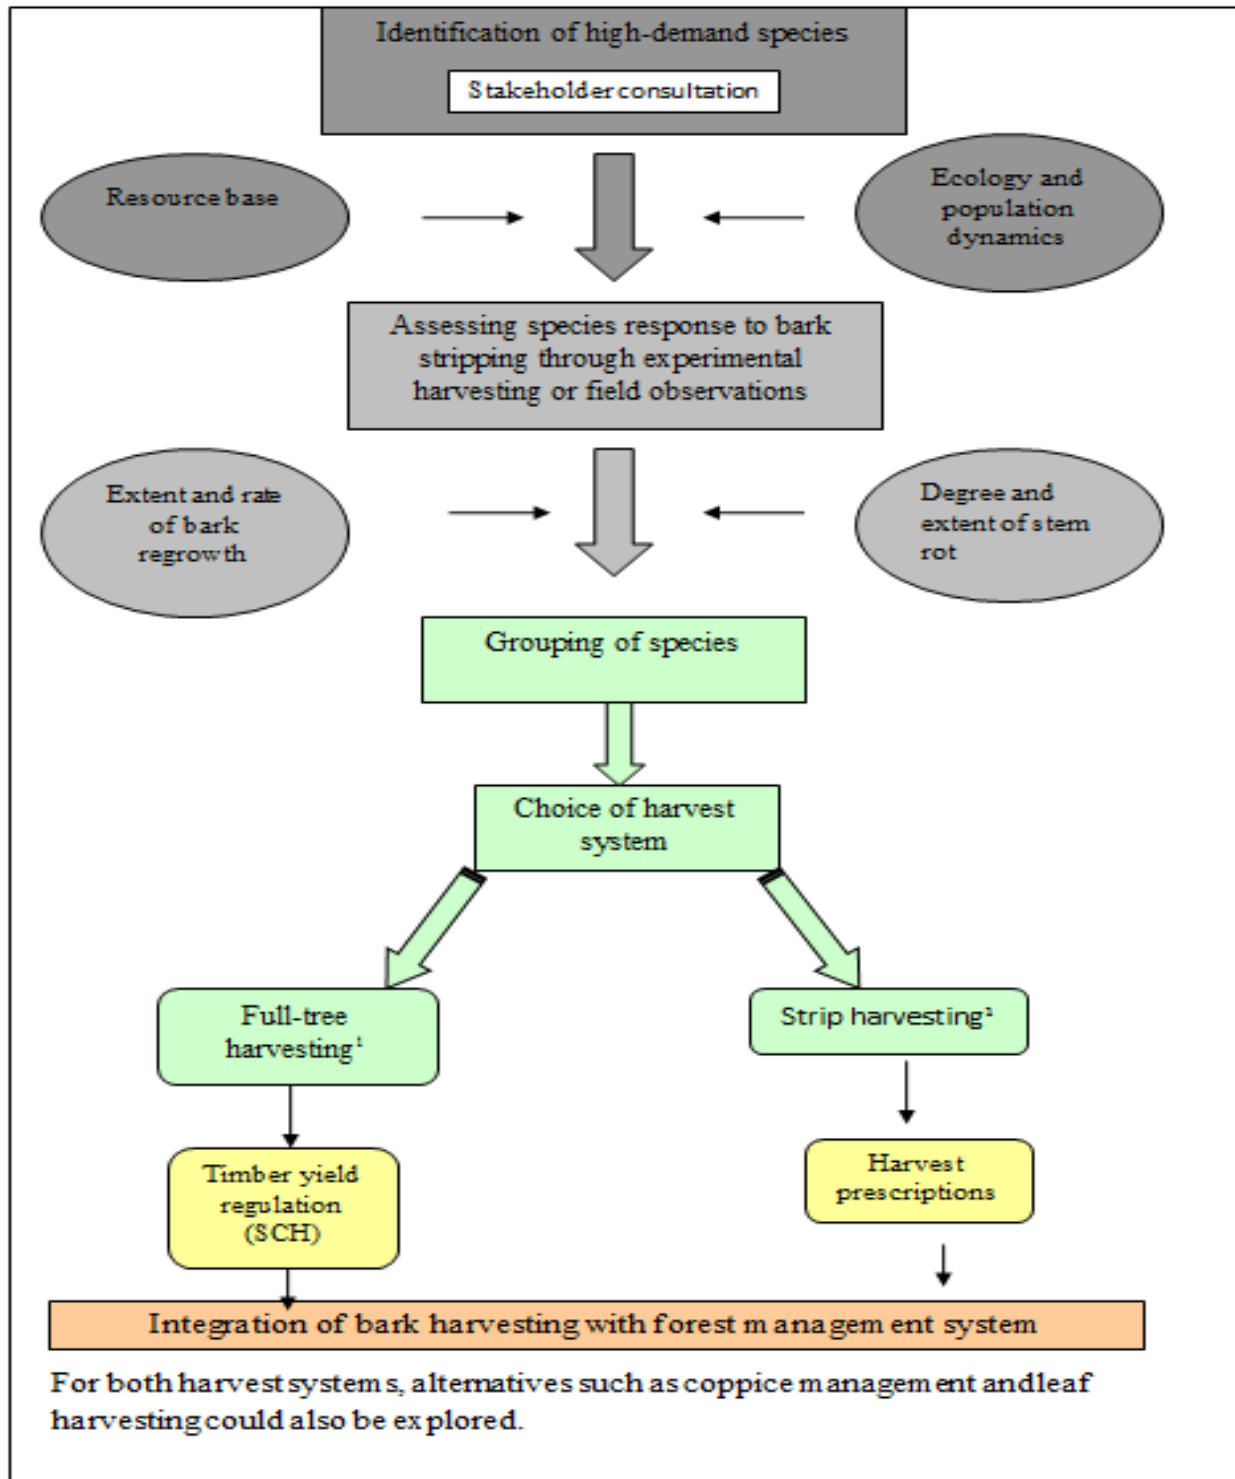 Identification of high-demand species
Stakeholder consultation
Resource base
Ecology and
population
dynamics
Assessing species response to bark
stripping through experimental
harvesting or field observations
Extent and rate
of bark
regrowth
Degree and
extent of stem
rot
Grouping of species
Choice of harvest
system
Full-tree
harvesting¹
Strip harvesting¹
Timber yield
regulation
(SCH)
Harvest
prescriptions
Integration of bark harvesting with forest management system
For both harvest systems, alternatives such as coppice management and leaf
harvesting could also be explored.